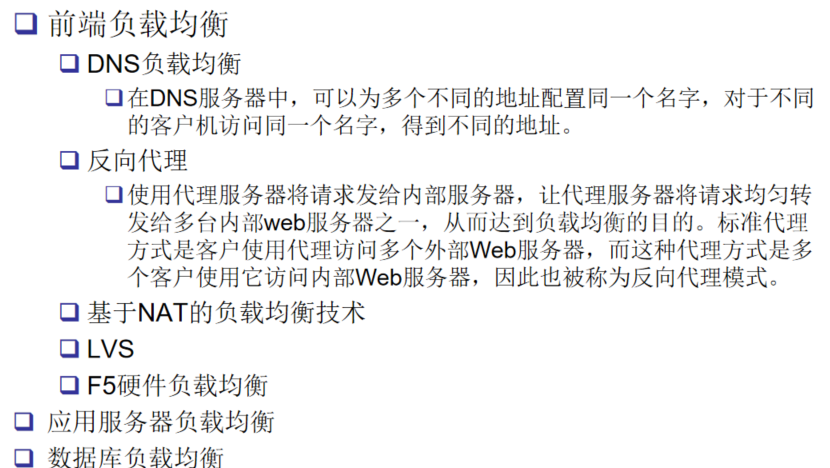 前端负载均衡
DNS负载均衡
在DNS服务器中，可以为多个不同的地址配置同一个名字，对于不同
的客户机访问同一个名字，得到不同的地址。
反向代理
使用代理服务器将请求发给内部服务器，让代理服务器将请求均匀转
发给多台内部web服务器之一，从而达到负载均衡的目的。标准代理
方式是客户使用代理访问多个外部Web服务器，而这种代理方式是多
个客户使用它访问内部Web服务器，因此也被称为反向代理模式。
基于NAT的负载均衡技术
LVS
F5硬件负载均衡
应用服务器负载均衡
数据库负载均衡